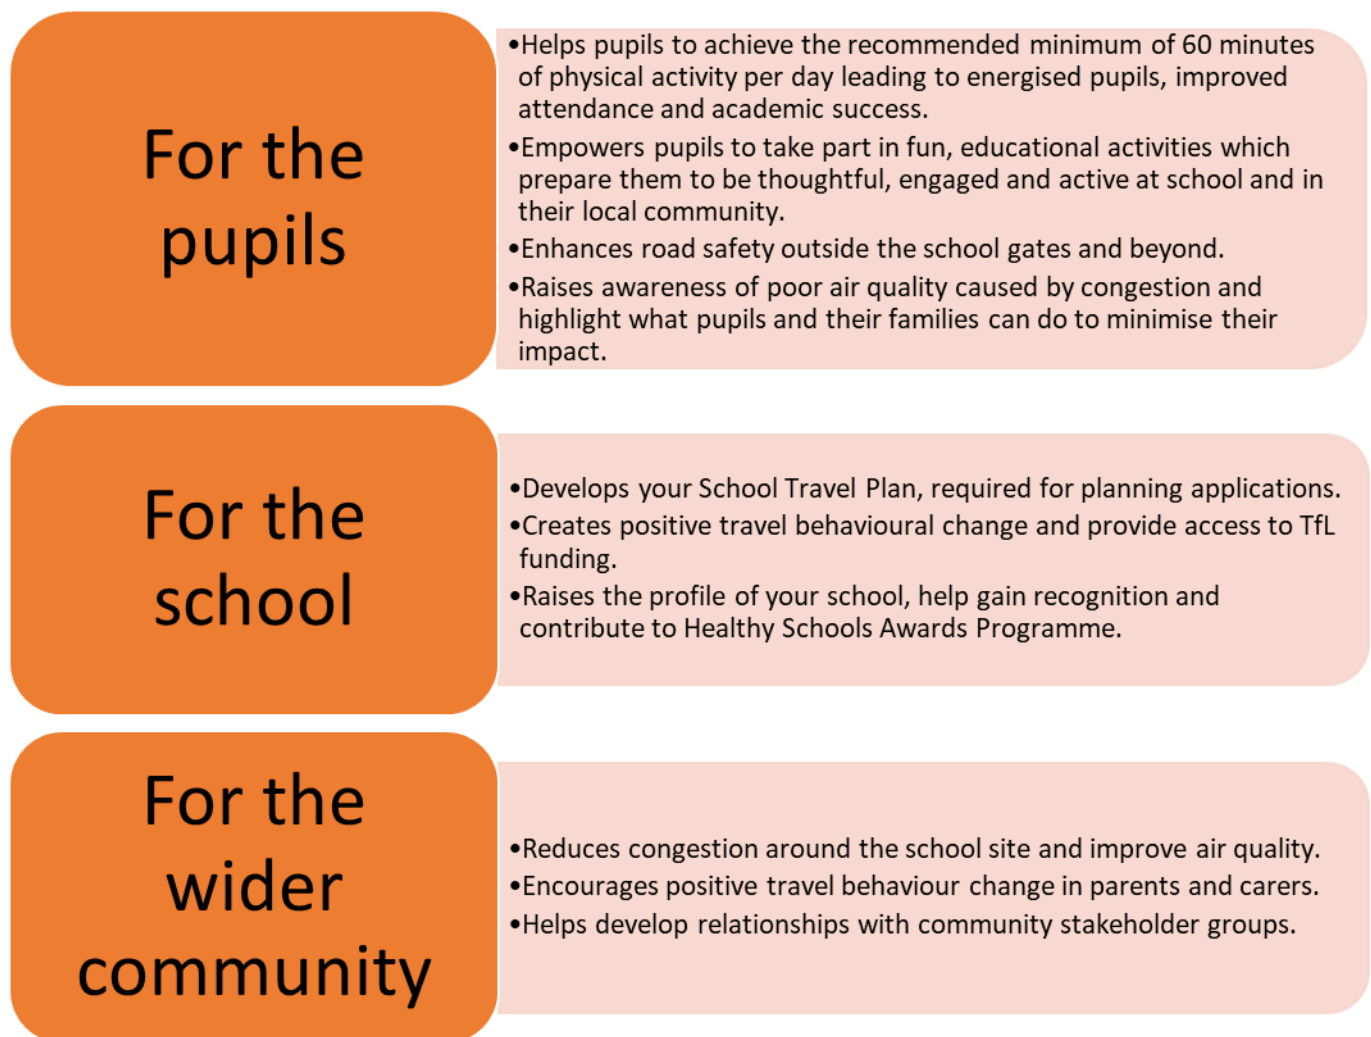 For the
pupils
•Helps pupils to achieve the recommended minimum of 60 minutes
of physical activity per day leading to energised pupils, improved
attendance and academic success.
•Empowers pupils to take part in fun, educational activities which
prepare them to be thoughtful, engaged and active at school and in
their local community.
•Enhances road safety outside the school gates and beyond.
•Raises awareness of poor air quality caused by congestion and
highlight what pupils and their families can do to minimise their
impact.
For the
school
•Develops your School Travel Plan, required for planning applications.
•Creates positive travel behavioural change and provide access to TfL
funding.
•Raises the profile of your school, help gain recognition and
contribute to Healthy Schools Awards Programme.
For the
wider
community
•Reduces congestion around the school site and improve air quality.
•Encourages positive travel behaviour change in parents and carers.
•Helps develop relationships with community stakeholder groups.